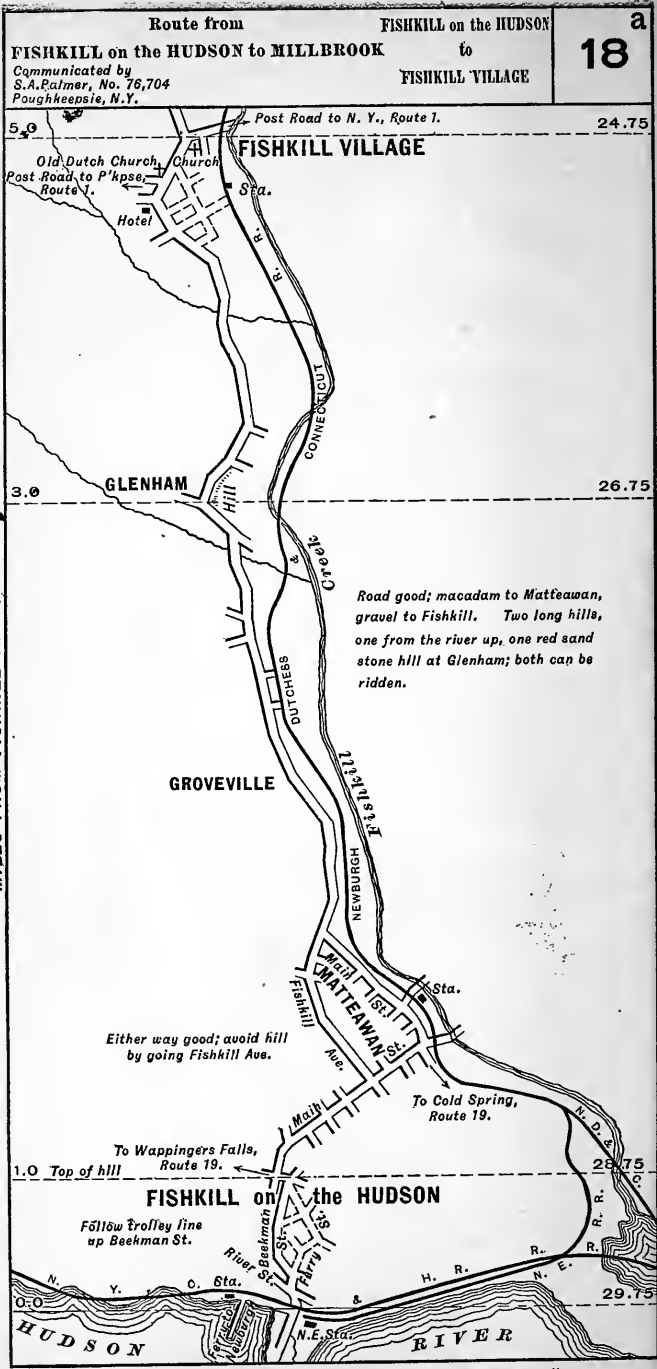 Route from
FISHKILL on the HUDSON to MILLBROOK
Communicated by
S.A.Palmer, No. 76,704
Poughkeepsie, N.Y.
FISHKILL on the HUDSON
to
FISHKILL VILLAGE
18
a
5.0
Post Road to N. Y., Route 1.
24.75
FISHKILL VILLAGE
Old Dutch Church
Church
Post Road to P'kpse,
Route 1.
Sta.
Hotel
R. R.
CONNECTICUT
GLENHAM
Hill
3.0
26.75
&
Creek
Road good; macadam to Matteawan,
gravel to Fishkill. Two long hills,
one from the river up, one red sand
stone hill at Glenham; both can be
ridden.
DUTCHESS
GROVEVILLE
Fishkill
NEWBURGH
Main
St.
MATTEAWAN
Sta.
Fishkill
Ave.
St.
Either way good; avoid hill
by going Fishkill Ave.
Main
To Cold Spring,
Route 19.
N. D. & C.
To Wappingers Falls,
Route 19.
1.0 Top of hill
28.75
FISHKILL on the HUDSON
R. R.
Follow trolley line
up Beekman St.
Beekman
St.
St.
River St.
Ferry
N. Y. C. Sta. & H. R. R. R.
N. E.
0.0
29.75
Ferry to
Newburgh
N.E.Sta.
HUDSON RIVER